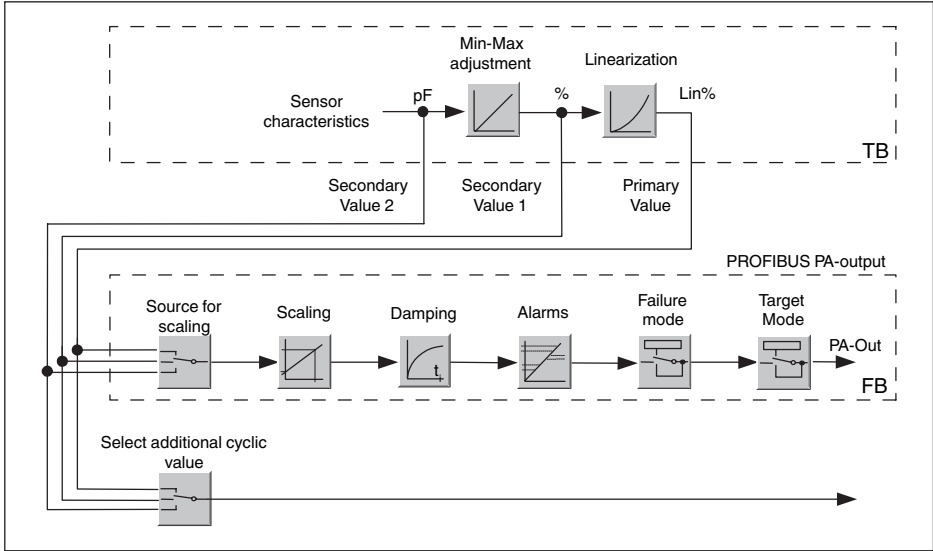 Min-Max
adjustment
Linearization
Sensor
characteristics
pF
%
Lin%
TB
Secondary
Value 2
Secondary
Value 1
Primary
Value
PROFIBUS PA-output
Source for
scaling
Scaling
Damping
Alarms
Failure
mode
Target
Mode
t
PA-Out
FB
Select additional cyclic
value